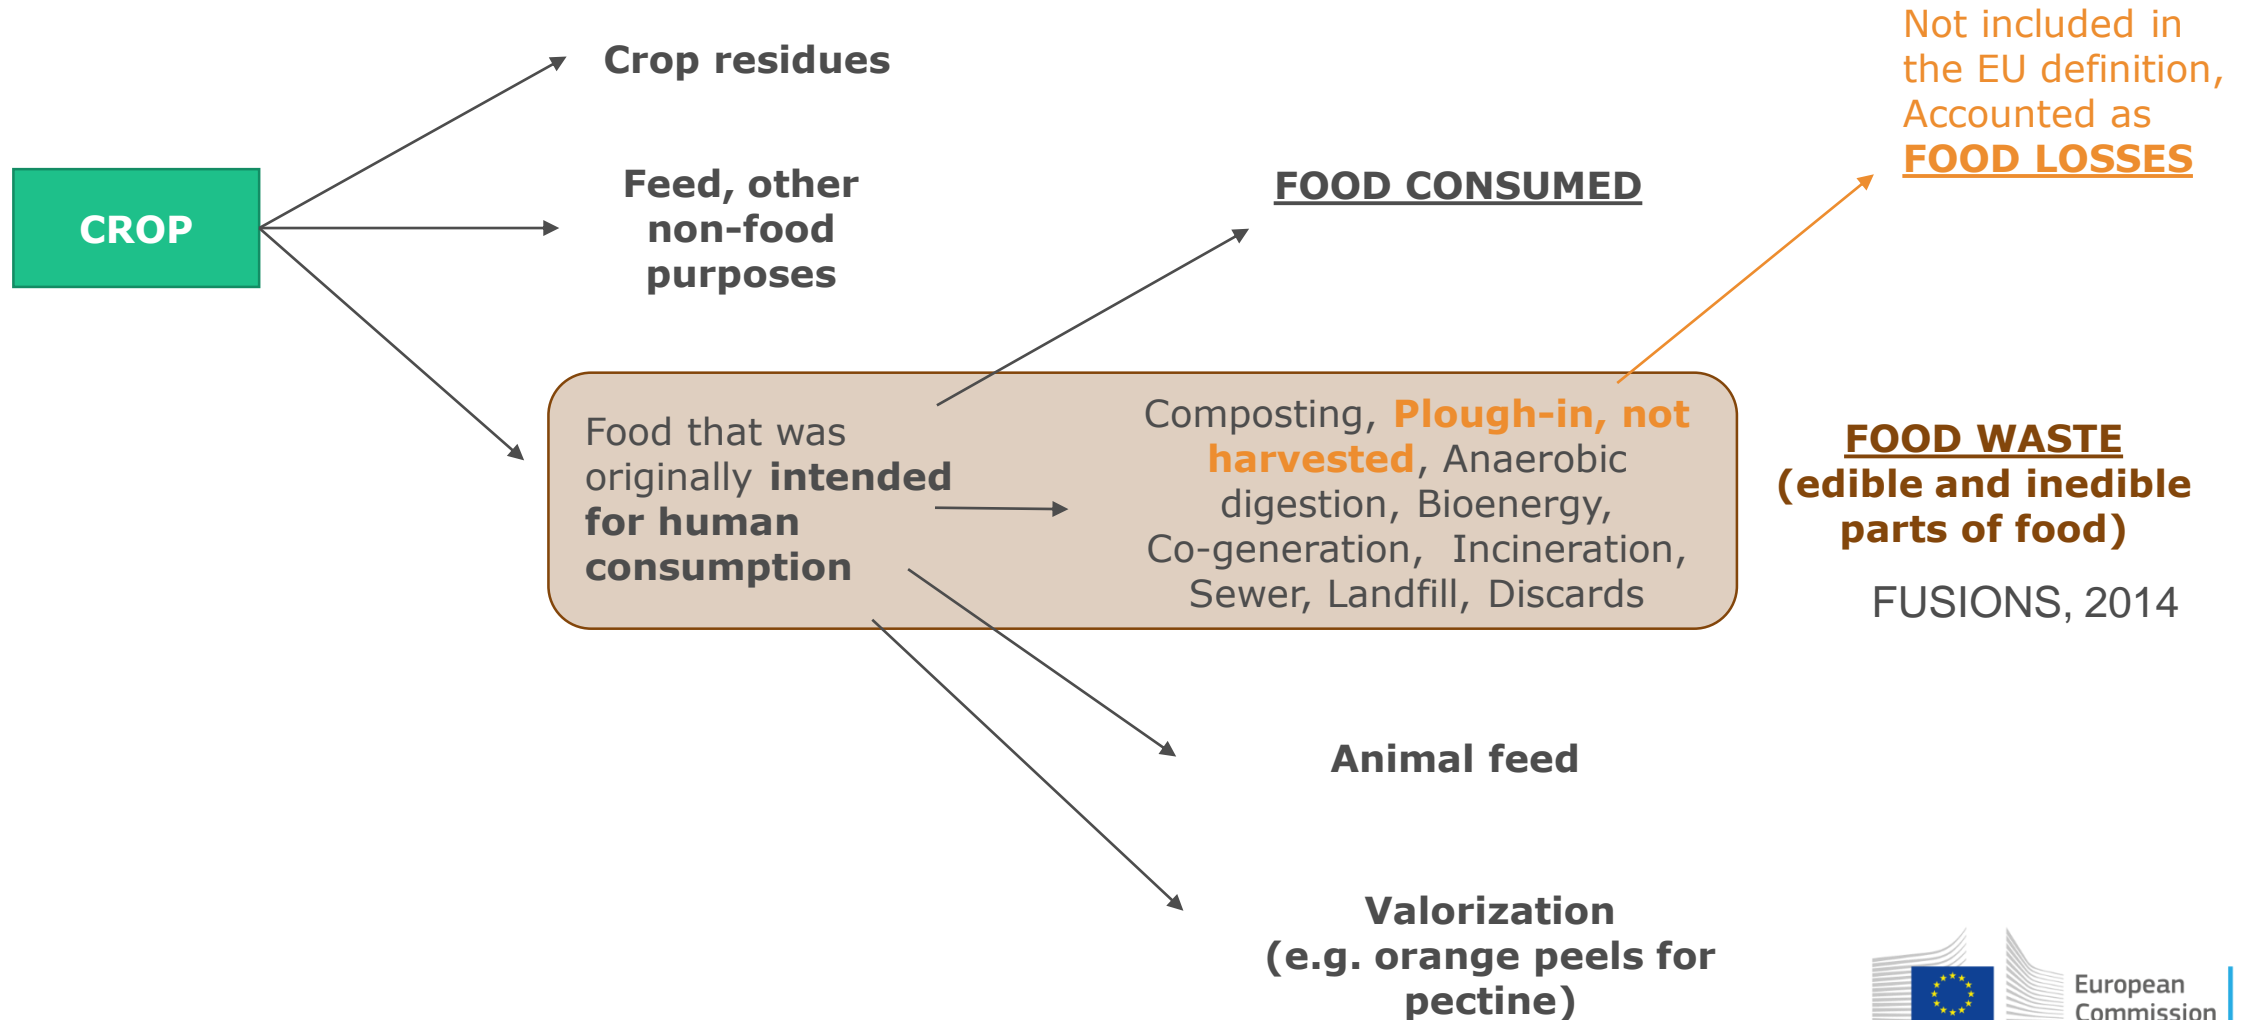 Not included in
the EU definition,
Accounted as
FOOD LOSSES
Crop residues
CROP
Feed, other
non-food
purposes
FOOD CONSUMED
Food that was
originally intended
for human
consumption
Composting, Plough-in, not
harvested, Anaerobic
digestion, Bioenergy,
Co-generation, Incineration,
Sewer, Landfill, Discards
FOOD WASTE
(edible and inedible
parts of food)
FUSIONS, 2014
Animal feed
Valorization
(e.g. orange peels for
pectine)
European
Commission